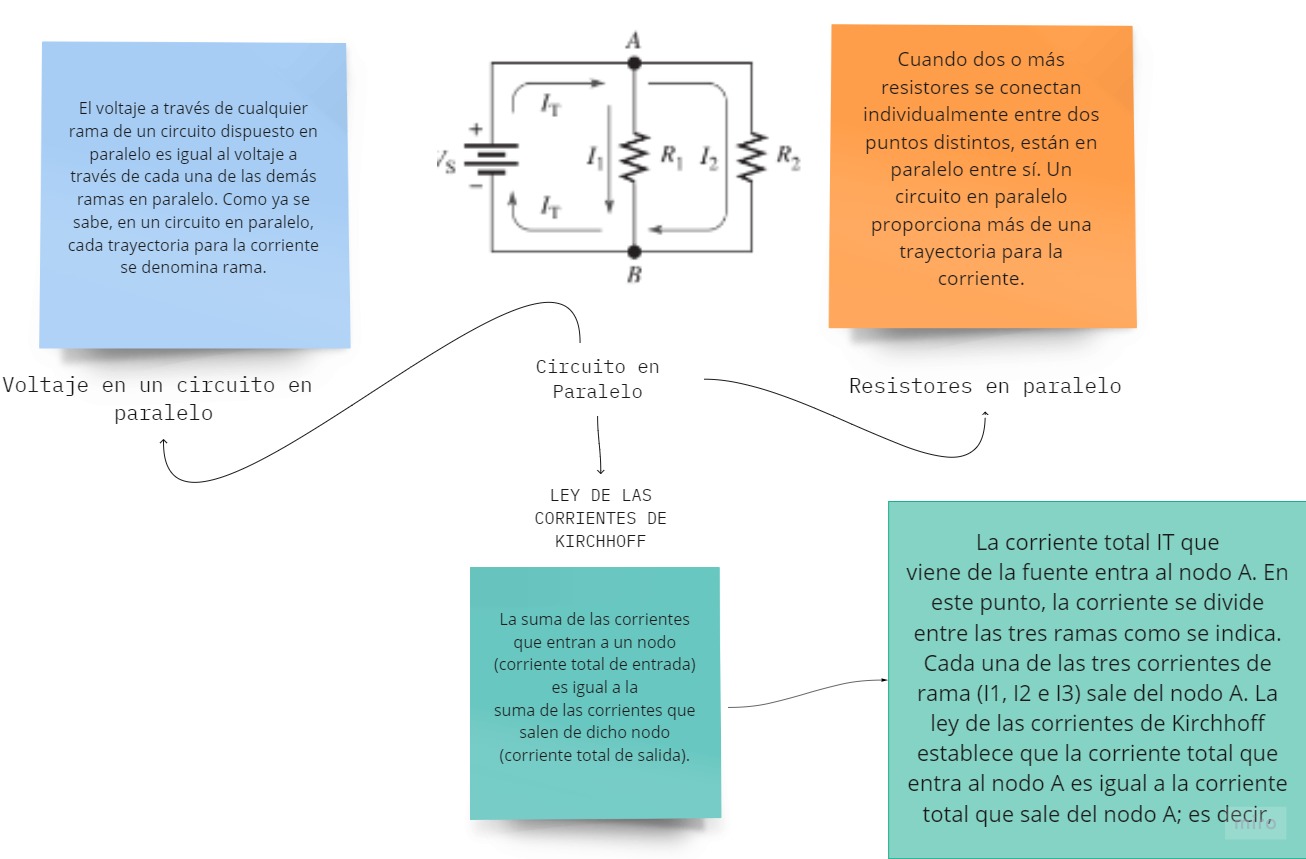 El voltaje a través de cualquier
rama de un circuito dispuesto en
paralelo es igual al voltaje a
través de cada una de las demás
ramas en paralelo. Como ya se
sabe, en un circuito en paralelo,
cada trayectoria para la corriente
se denomina rama.
Voltaje en un circuito en
paralelo
A
IT
+
VS
I1
R1
I2
R2
−
IT
B
Cuando dos o más
resistores se conectan
individualmente entre dos
puntos distintos, están en
paralelo entre sí. Un
circuito en paralelo
proporciona más de una
trayectoria para la
corriente.
Circuito en
Paralelo
Resistores en paralelo
LEY DE LAS
CORRIENTES DE
KIRCHHOFF
La suma de las corrientes
que entran a un nodo
(corriente total de entrada)
es igual a la
suma de las corrientes que
salen de dicho nodo
(corriente total de salida).
La corriente total IT que
viene de la fuente entra al nodo A. En
este punto, la corriente se divide
entre las tres ramas como se indica.
Cada una de las tres corrientes de
rama (I1, I2 e I3) sale del nodo A. La
ley de las corrientes de Kirchhoff
establece que la corriente total que
entra al nodo A es igual a la corriente
total que sale del nodo A; es decir,
miro